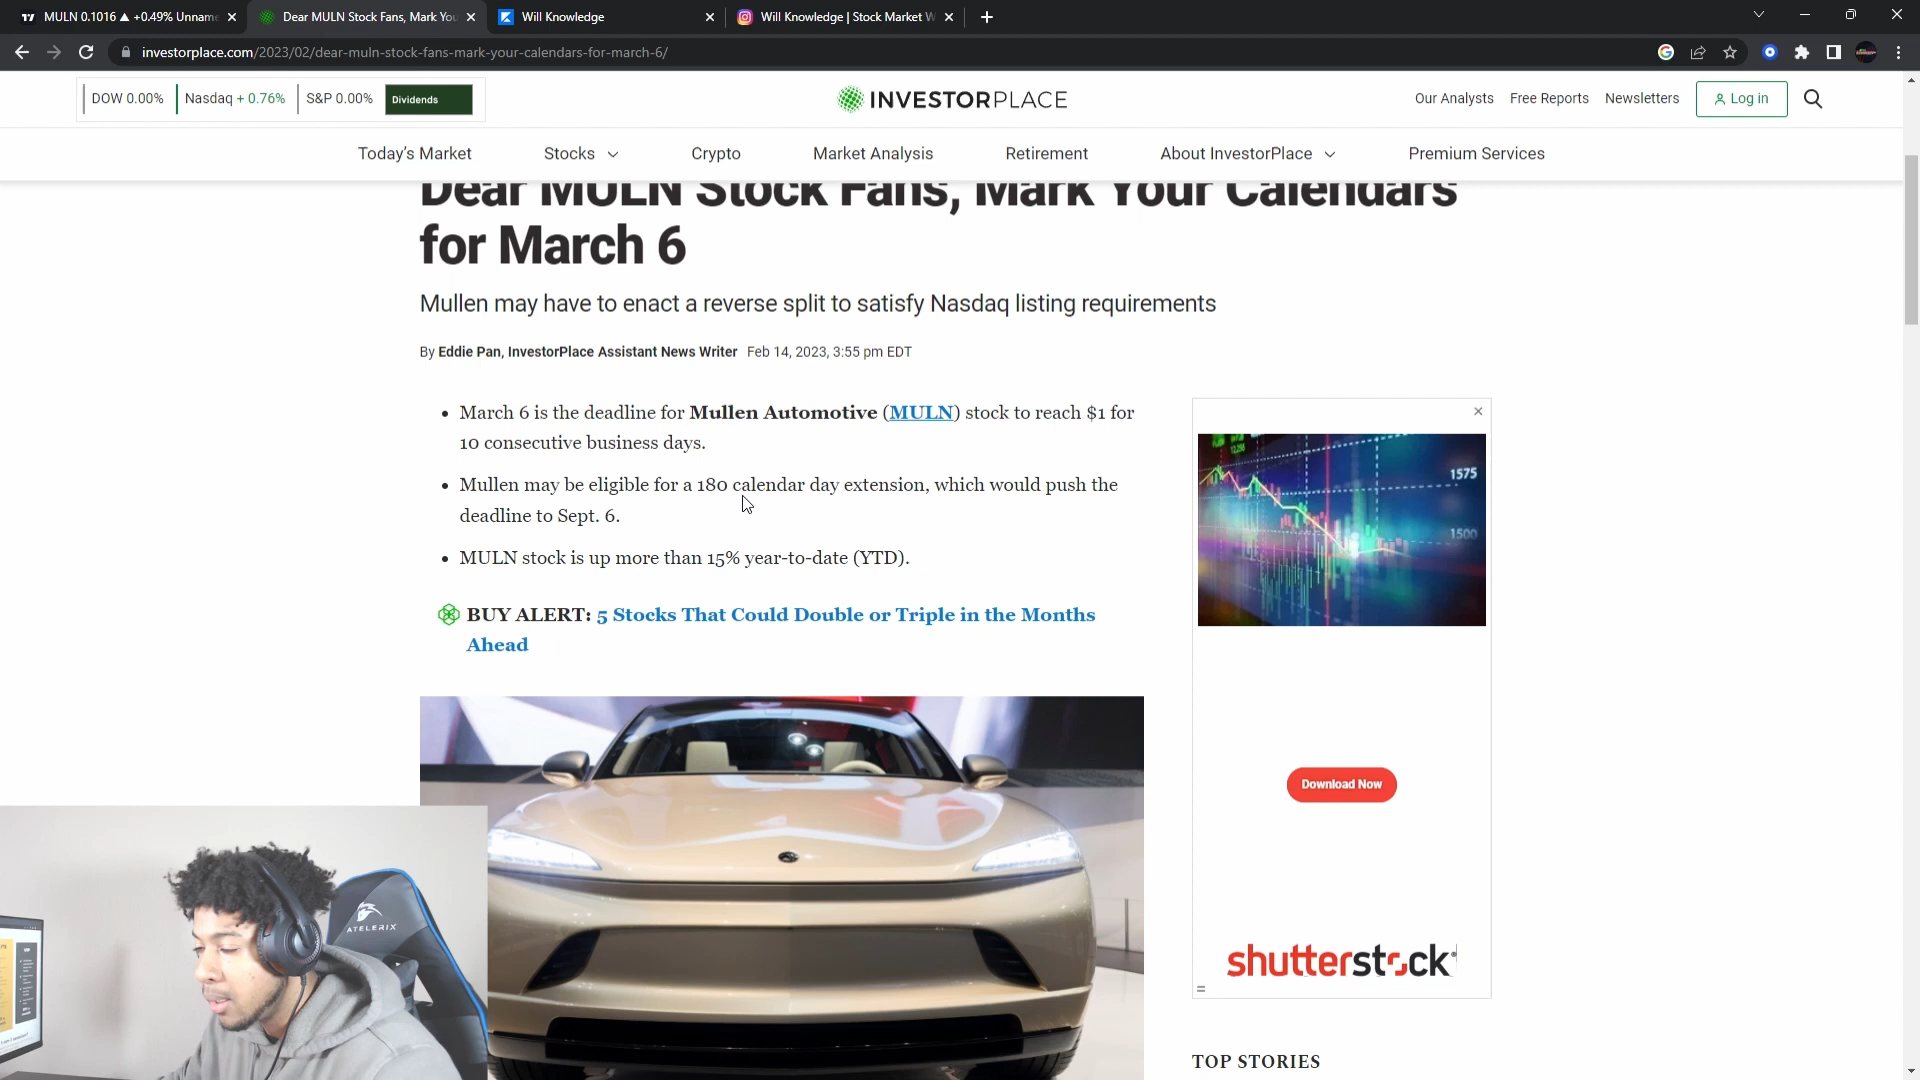 MULN 0.1016 ▲ +0.49% Unname
Dear MULN Stock Fans, Mark You
Will Knowledge
Will Knowledge | Stock Market W
investorplace.com/2023/02/dear-muln-stock-fans-mark-your-calendars-for-march-6/
DOW 0.00%
Nasdaq + 0.76%
S&P 0.00%
Dividends
INVESTORPLACE
Our Analysts
Free Reports
Newsletters
Log in
Today's Market
Stocks
Crypto
Market Analysis
Retirement
About InvestorPlace
Premium Services
Dear MULN Stock Fans, Mark Your Calendars
for March 6
Mullen may have to enact a reverse split to satisfy Nasdaq listing requirements
By Eddie Pan, InvestorPlace Assistant News Writer Feb 14, 2023, 3:55 pm EDT
• March 6 is the deadline for Mullen Automotive (MULN) stock to reach $1 for
10 consecutive business days.
• Mullen may be eligible for a 180 calendar day extension, which would push the
deadline to Sept. 6.
• MULN stock is up more than 15% year-to-date (YTD).
BUY ALERT: 5 Stocks That Could Double or Triple in the Months
Ahead
1575
1500
Download Now
shutterstock
ATELERIX
TOP STORIES